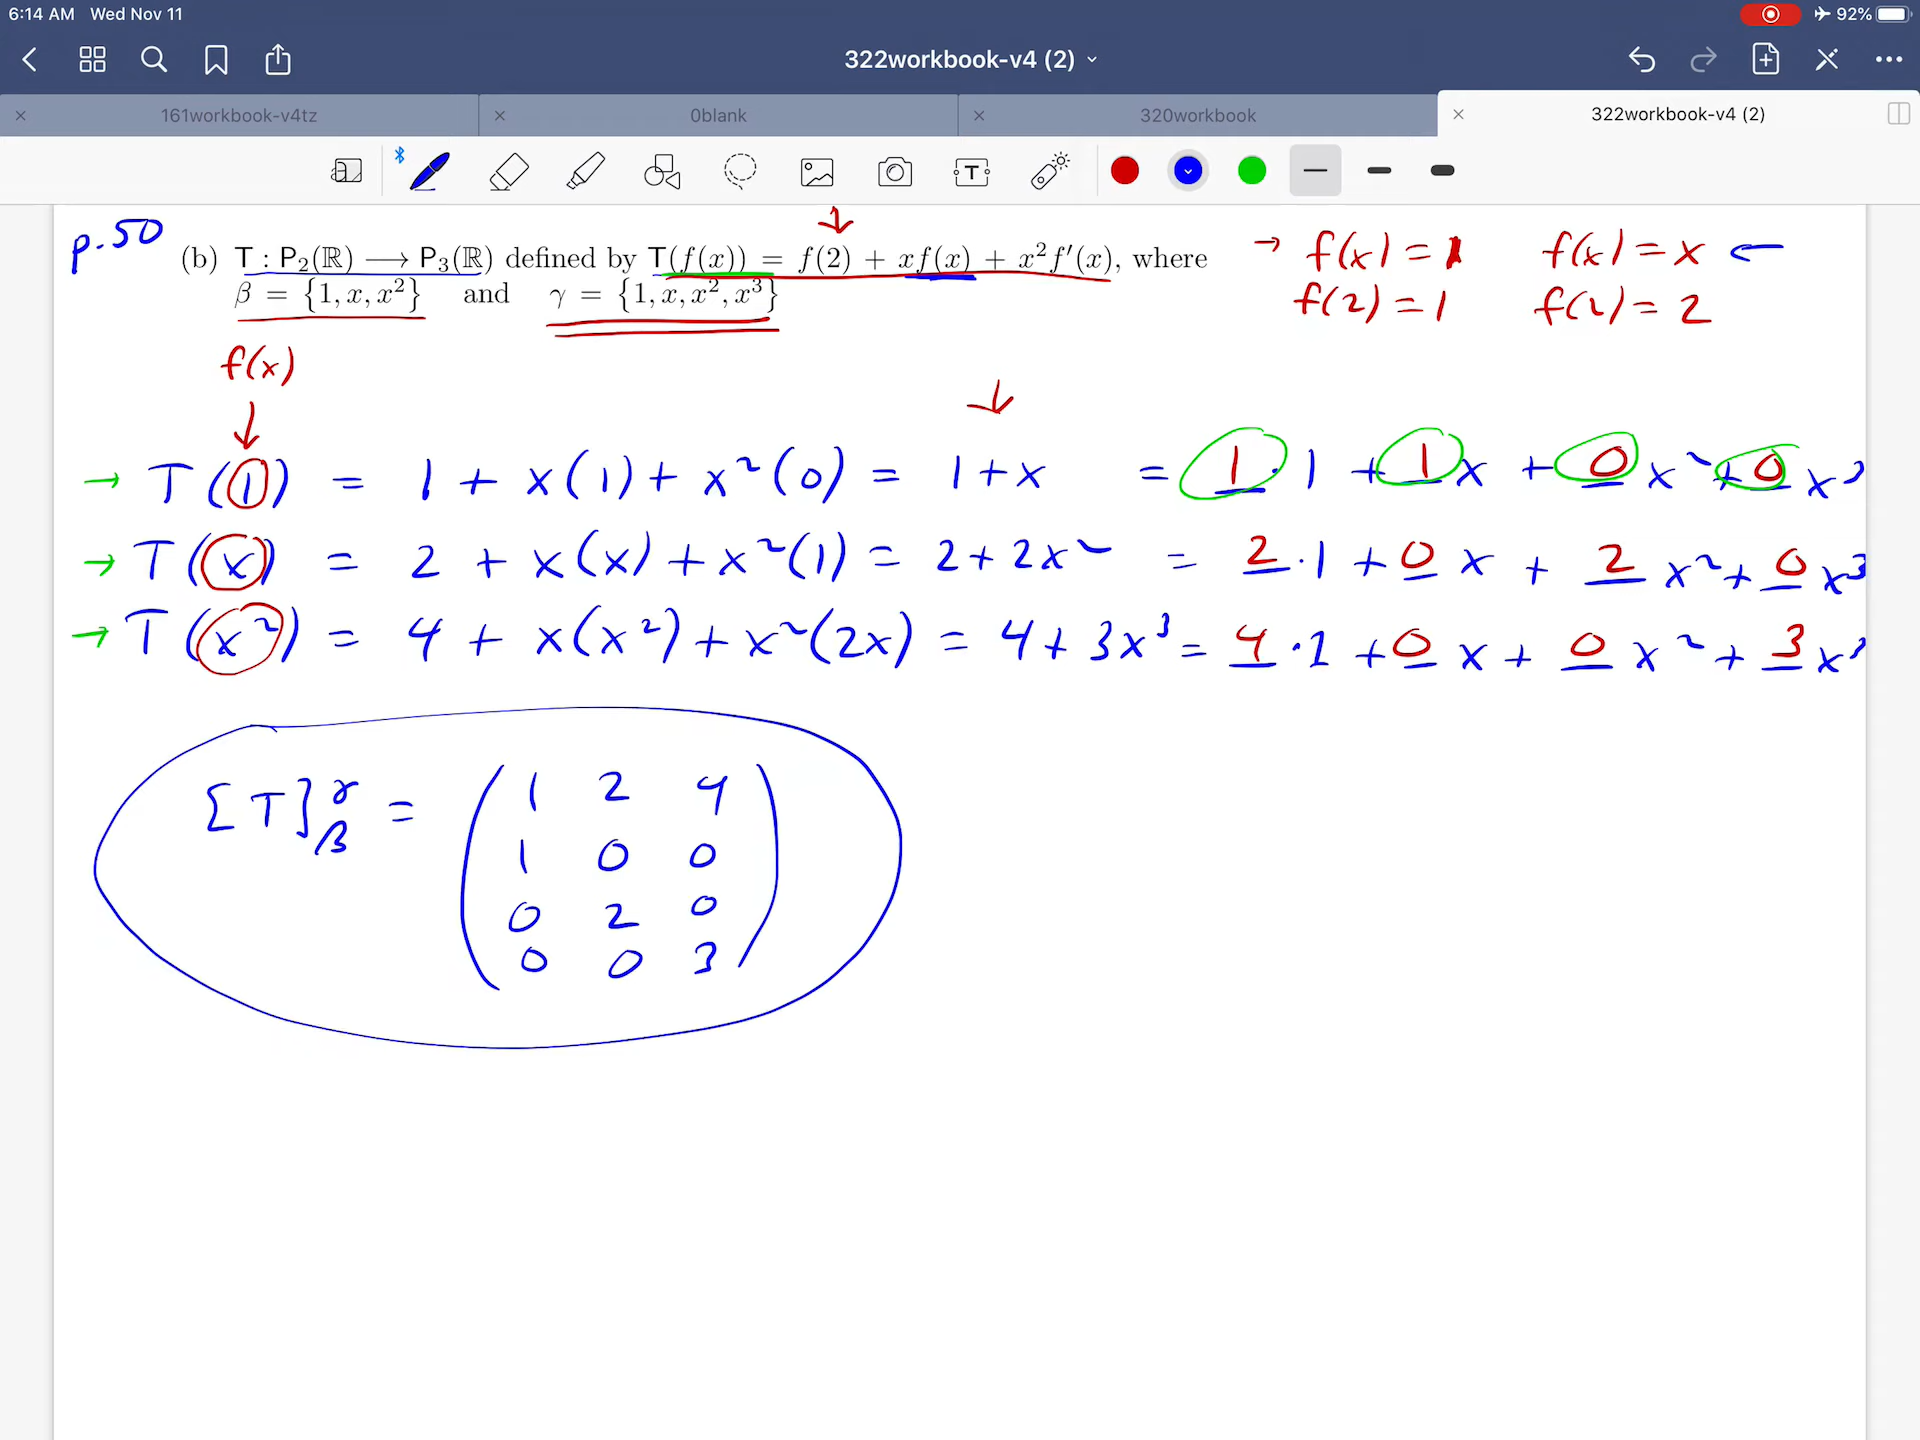 6:14 AM Wed Nov 11 92%
322workbook-v4 (2)
161workbook-v4tz 0blank 320workbook 322workbook-v4 (2)
p.50
(b) T : P₂(ℝ) ⟶ P₃(ℝ) defined by T(f(x)) = f(2) + xf(x) + x²f′(x), where
β = {1, x, x²} and γ = {1, x, x², x³}
→ f(x) = 1 f(x) = x ←
f(2) = 1 f(2) = 2
f(x)
→ T(1) = 1 + x(1) + x²(0) = 1 + x = 1·1 + 1x + 0x² + 0x³
→ T(x) = 2 + x(x) + x²(1) = 2 + 2x² = 2·1 + 0x + 2x² + 0x³
→ T(x²) = 4 + x(x²) + x²(2x) = 4 + 3x³ = 4·1 + 0x + 0x² + 3x³
[T]ᵧβ = 1 2 4
1 0 0
0 2 0
0 0 3